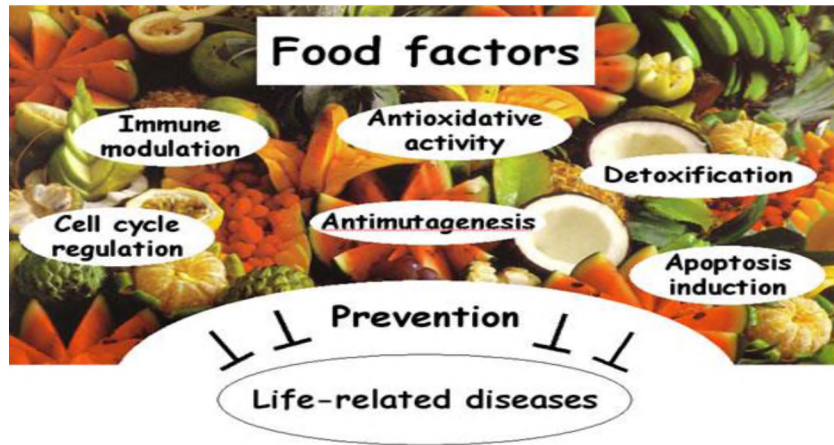 Food factors
Immune
modulation
Antioxidative
activity
Detoxification
Cell cycle
regulation
Antimutagenesis
Apoptosis
induction
Prevention
Life-related diseases